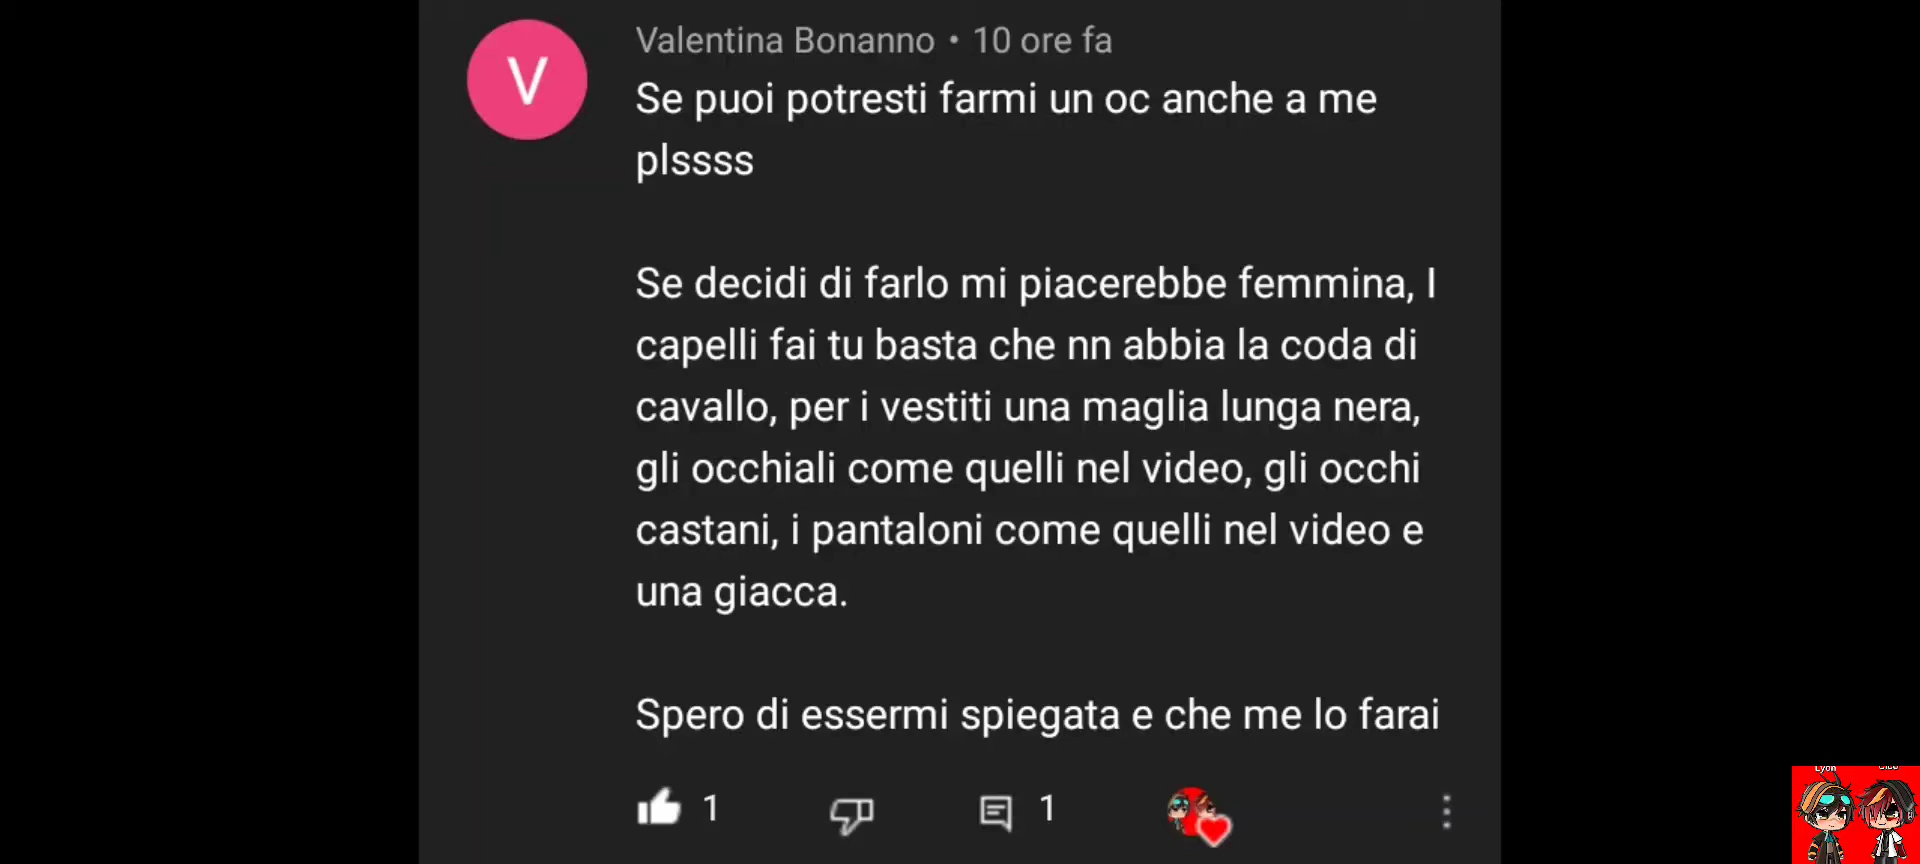 Valentina Bonanno • 10 ore fa
Se puoi potresti farmi un oc anche a me
plssss
Se decidi di farlo mi piacerebbe femmina, I
capelli fai tu basta che nn abbia la coda di
cavallo, per i vestiti una maglia lunga nera,
gli occhiali come quelli nel video, gli occhi
castani, i pantaloni come quelli nel video e
una giacca.
Spero di essermi spiegata e che me lo farai
1 1
V
Lyon